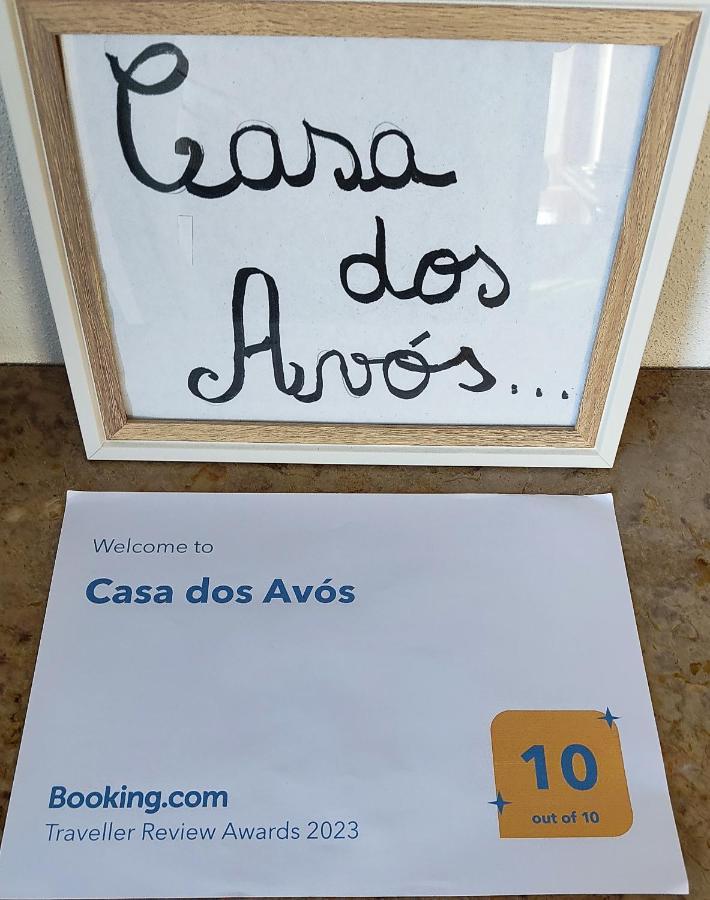 Casa
dos
Avós...
Welcome to
Casa dos Avós
10
out of 10
Booking.com
Traveller Review Awards 2023